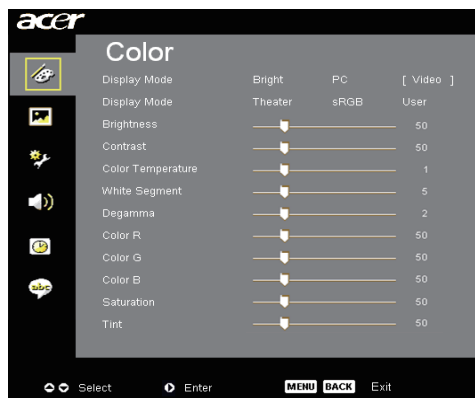 acer
Color
Display Mode Bright PC [ Video ]
Display Mode Theater sRGB User
Brightness 50
Contrast 50
Color Temperature 1
White Segment 5
Degamma 2
Color R 50
Color G 50
Color B 50
Saturation 50
Tint 50
abc
Select Enter MENU BACK Exit